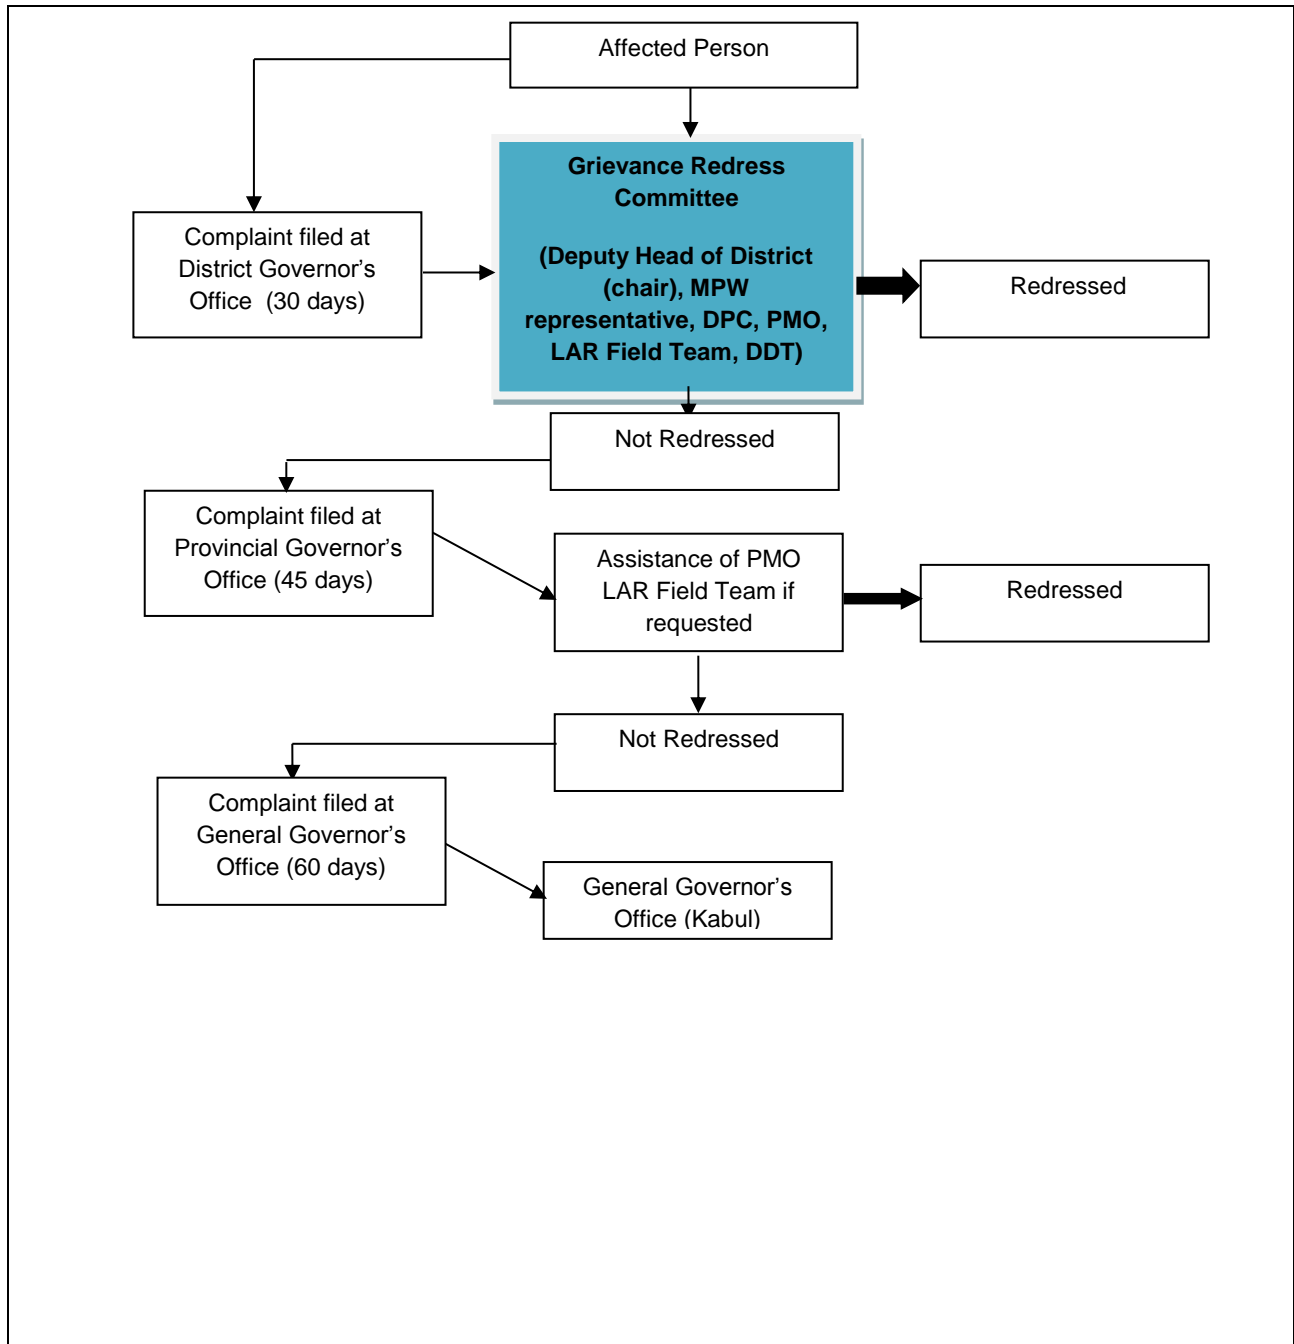 Affected Person
Grievance Redress
Committee
(Deputy Head of District
(chair), MPW
representative, DPC, PMO,
LAR Field Team, DDT)
Complaint filed at
District Governor’s
Office (30 days)
Redressed
Not Redressed
Complaint filed at
Provincial Governor’s
Office (45 days)
Assistance of PMO
LAR Field Team if
requested
Redressed
Not Redressed
Complaint filed at
General Governor’s
Office (60 days)
General Governor’s
Office (Kabul)